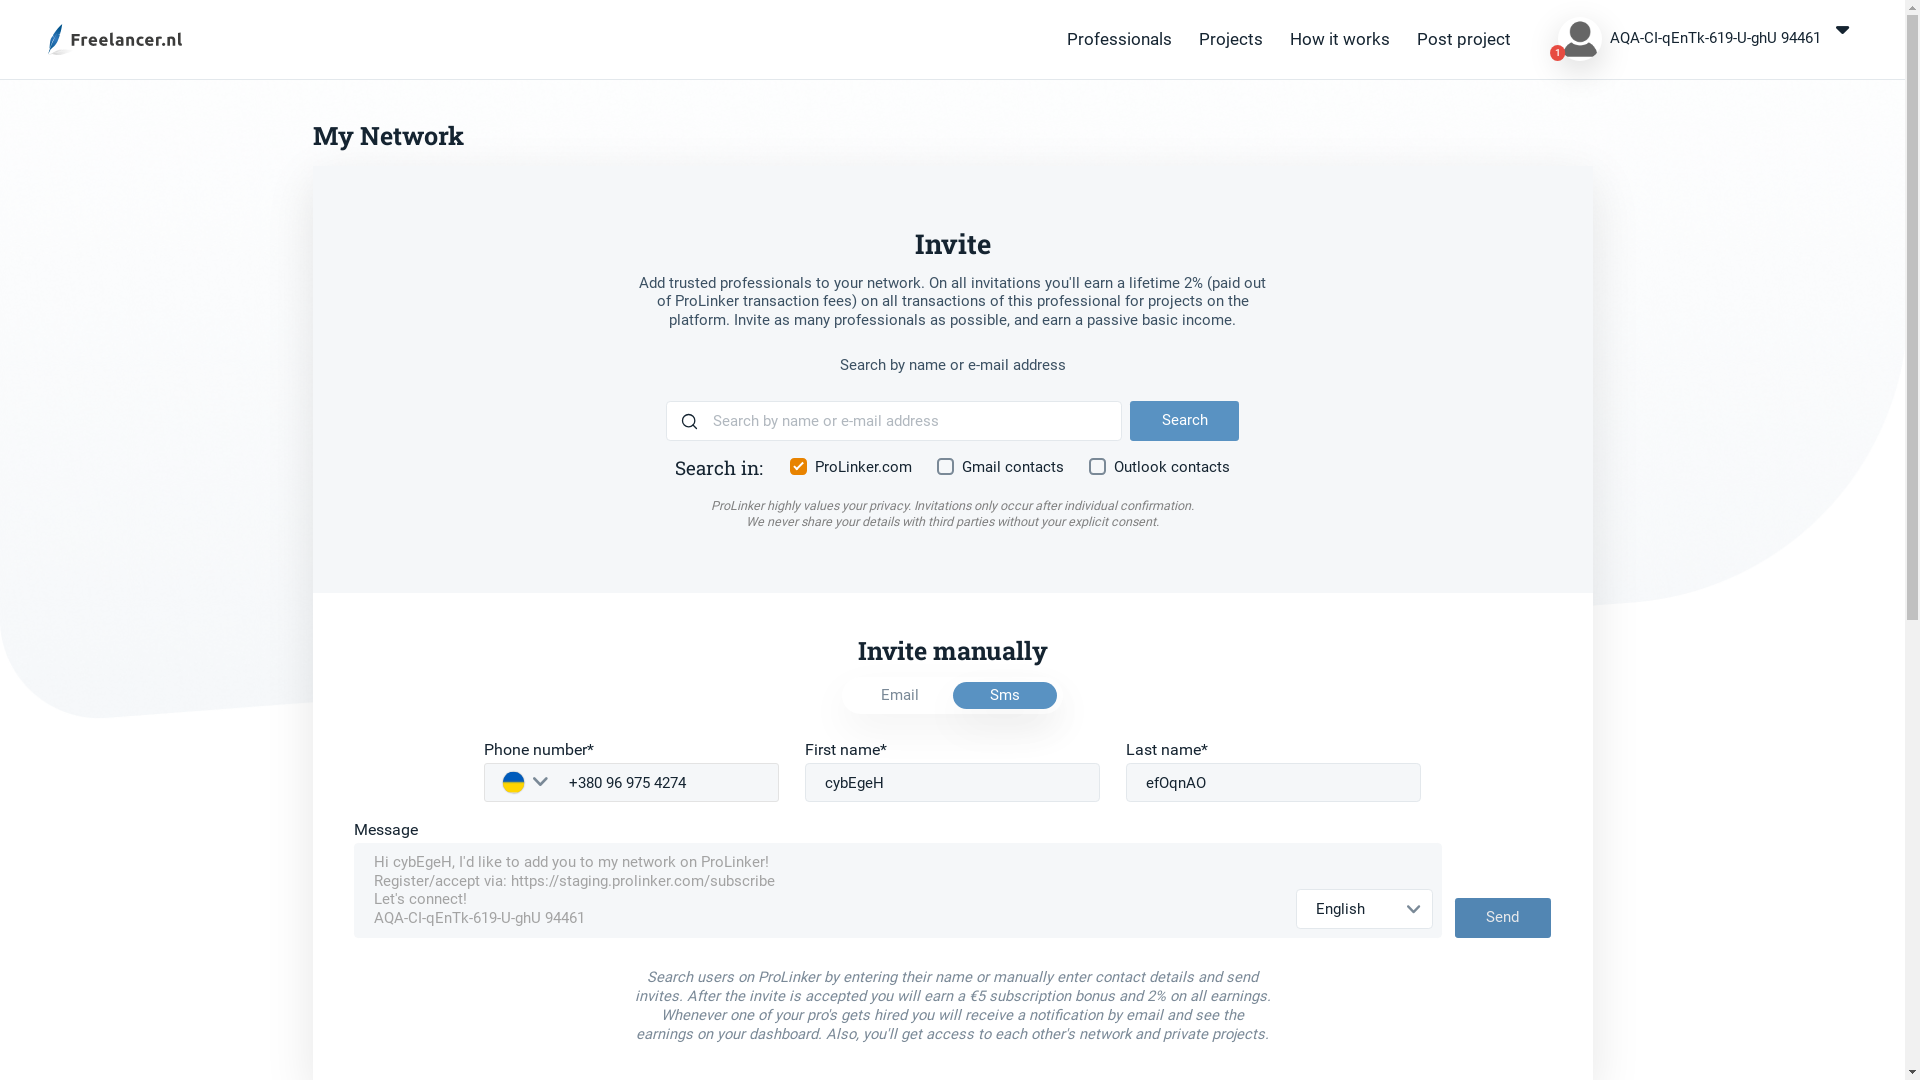 Freelancer.nl
Professionals
Projects
How it works
Post project
1
AQA-CI-qEnTk-619-U-ghU 94461
My Network
Invite
Add trusted professionals to your network. On all invitations you'll earn a lifetime 2% (paid out
of ProLinker transaction fees) on all transactions of this professional for projects on the
platform. Invite as many professionals as possible, and earn a passive basic income.
Search by name or e-mail address
Search by name or e-mail address
Search
Search in:
ProLinker.com
Gmail contacts
Outlook contacts
ProLinker highly values your privacy. Invitations only occur after individual confirmation.
We never share your details with third parties without your explicit consent.
Invite manually
Email
Sms
Phone number*
First name*
Last name*
+380 96 975 4274
cybEgeH
efOqnAO
Message
Hi cybEgeH, I'd like to add you to my network on ProLinker!
Register/accept via: https://staging.prolinker.com/subscribe
Let's connect!
AQA-CI-qEnTk-619-U-ghU 94461
English
Send
Search users on ProLinker by entering their name or manually enter contact details and send
invites. After the invite is accepted you will earn a €5 subscription bonus and 2% on all earnings.
Whenever one of your pro's gets hired you will receive a notification by email and see the
earnings on your dashboard. Also, you'll get access to each other's network and private projects.